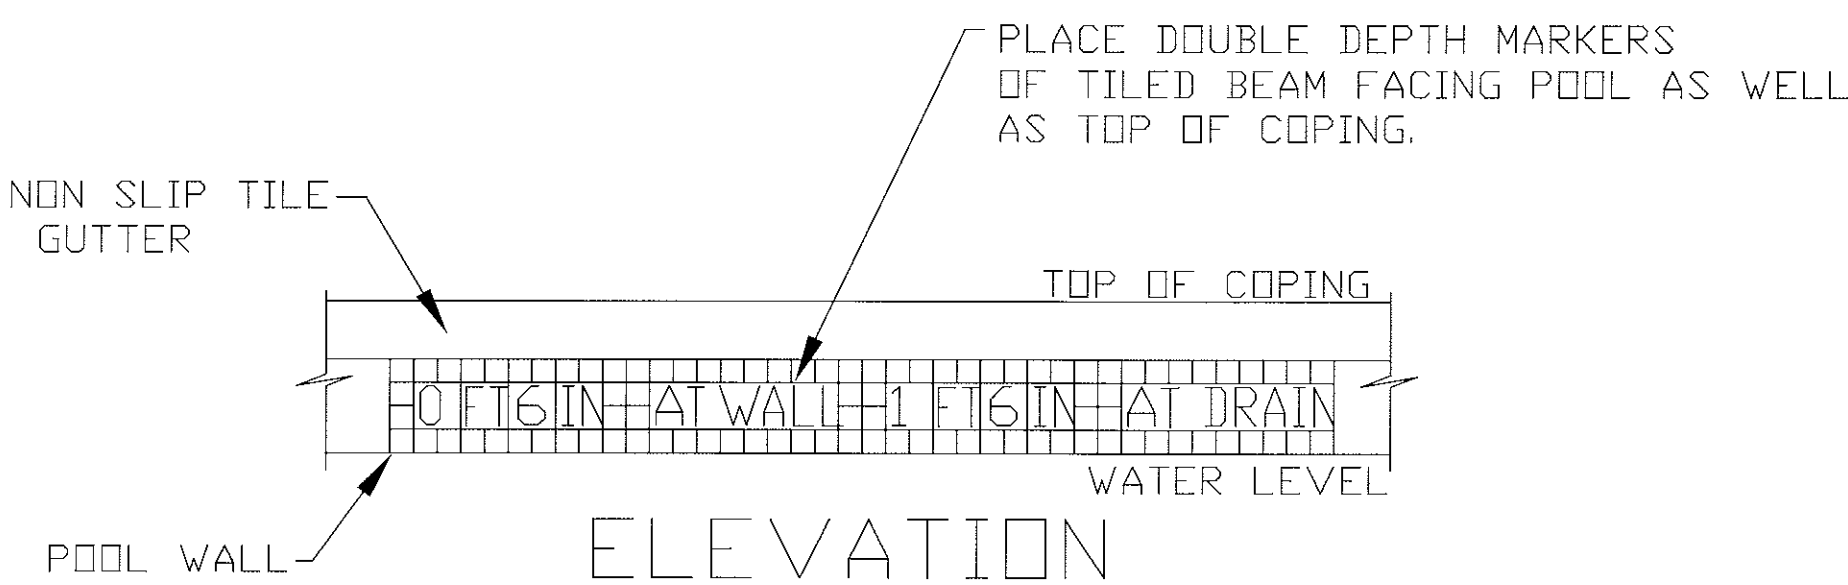 PLACE DOUBLE DEPTH MARKERS
OF TILED BEAM FACING POOL AS WELL
AS TOP OF COPING.
NON SLIP TILE
GUTTER
TOP OF COPING
0 FT 6 IN AT WALL 1 FT 6 IN AT DRAIN
WATER LEVEL
POOL WALL
ELEVATION